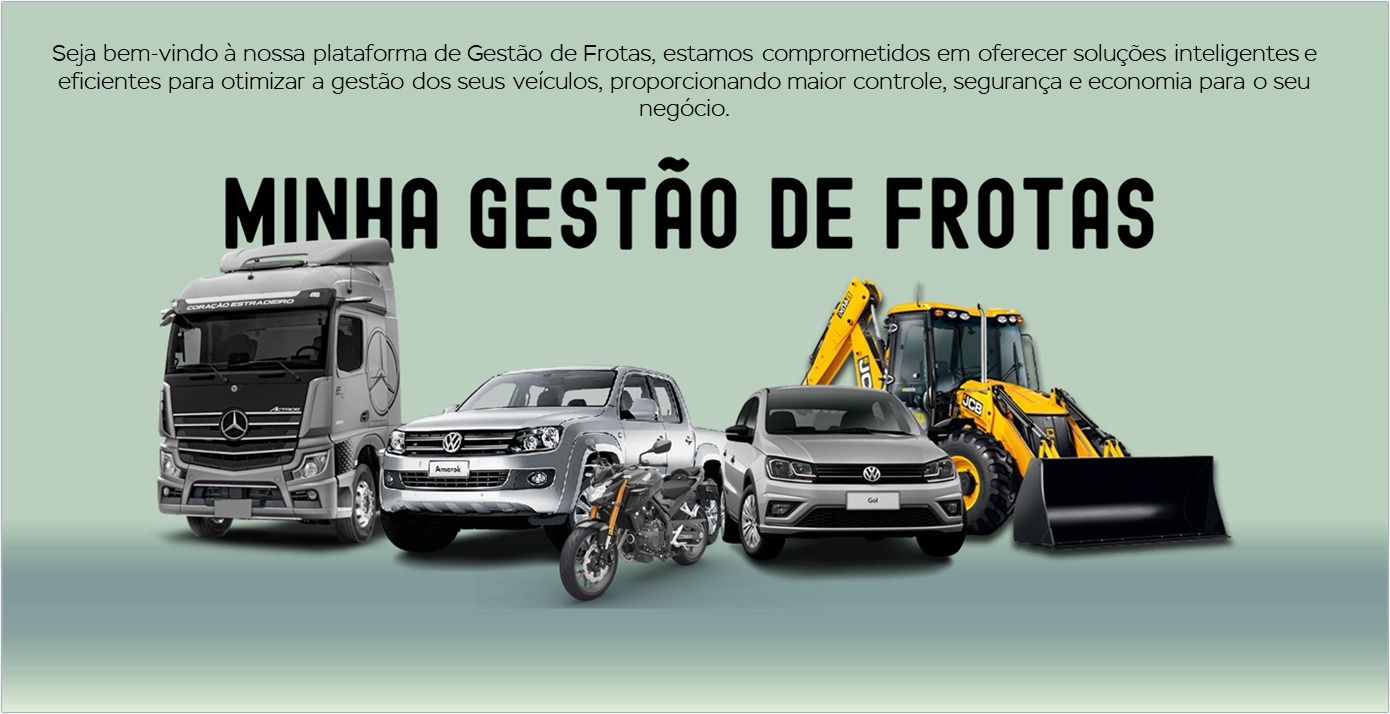 Seja bem-vindo à nossa plataforma de Gestão de Frotas, estamos comprometidos em oferecer soluções inteligentes e
eficientes para otimizar a gestão dos seus veículos, proporcionando maior controle, segurança e economia para o seu
negócio.
MINHA GESTÃO DE FROTAS
CORAÇÃO ESTRADEIRO
ACTROS
Amarok
Gol
JCB
JCB